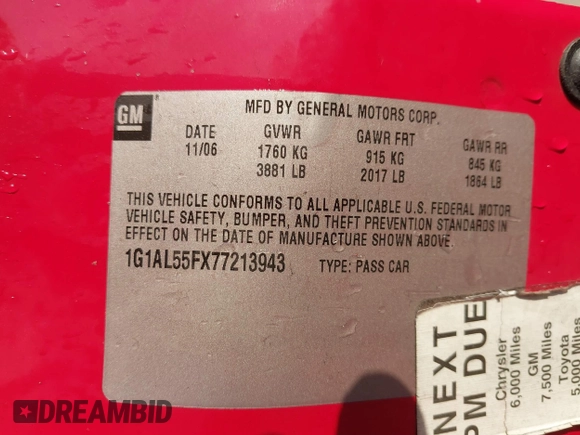 GM
MFD BY GENERAL MOTORS CORP.
DATE GVWR GAWR FRT GAWR RR
11/06 1760 KG 915 KG 845 KG
3881 LB 2017 LB 1864 LB
THIS VEHICLE CONFORMS TO ALL APPLICABLE U.S. FEDERAL MOTOR
VEHICLE SAFETY, BUMPER, AND THEFT PREVENTION STANDARDS IN
EFFECT ON THE DATE OF MANUFACTURE SHOWN ABOVE.
1G1AL55FX77213943 TYPE: PASS CAR
NEXT
PM DUE
Chrysler
6,000 Miles
GM
7,500 Miles
Toyota
5,000 Miles
DREAMBID